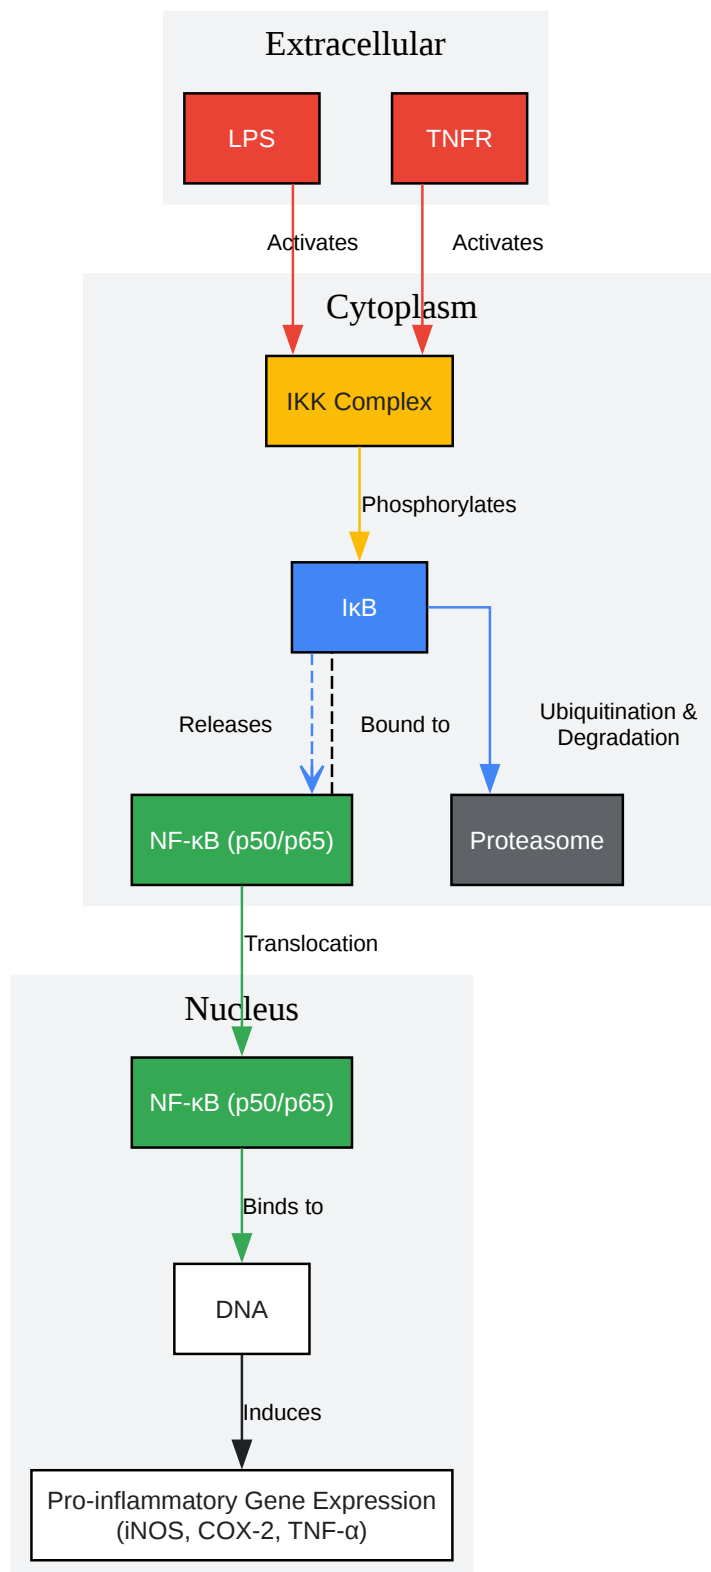 Extracellular
LPS
TNFR
Activates
Activates
Cytoplasm
IKK Complex
Phosphorylates
IκB
Releases
Bound to
Ubiquitination &
Degradation
NF-κB (p50/p65)
Proteasome
Translocation
Nucleus
NF-κB (p50/p65)
Binds to
DNA
Induces
Pro-inflammatory Gene Expression
(iNOS, COX-2, TNF-α)